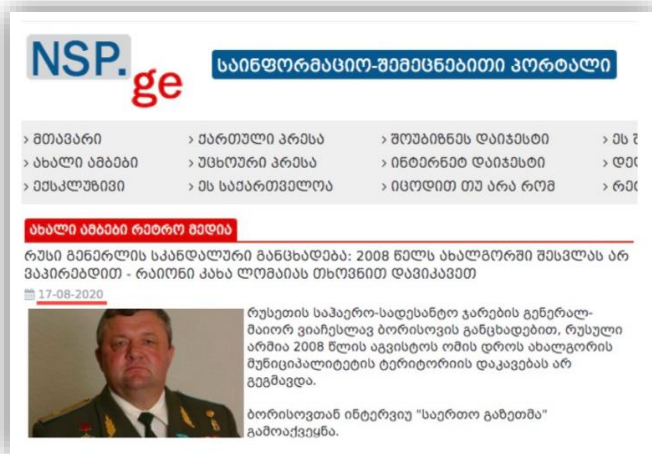 NSP.
ge
საინფორმაციო-შემეცნებითი პორტალი
> მთავარი
> ქართული პრესა
> შოუბიზნეს დაიჯესტი
> ახალი ამბები
> უცხოური პრესა
> ინტერნეტ დაიჯესტი
> ექსკლუზივი
> ეს საქართველოა
> იცოდით თუ არა რომ
ახალი ამბები რეტრო მედია
რუსი გენერლის სკანდალური განცხადება: 2008 წელს ახალგორში შესვლას არ
ვაპირებდით - რაიონი კახა ლომაიას თხოვნით დავიკავეთ
17-08-2020
რუსეთის საჰაერო-სადესანტო ჯარების გენერალ-
მაიორ ვიაჩესლავ ბორისოვის განცხადებით, რუსული
არმია 2008 წლის აგვისტოს ომის დროს ახალგორის
მუნიციპალიტეტის ტერიტორიის დაკავებას არ
გეგმავდა.
ბორისოვთან ინტერვიუ "საერთო გაზეთმა"
გამოაქვეყნა.